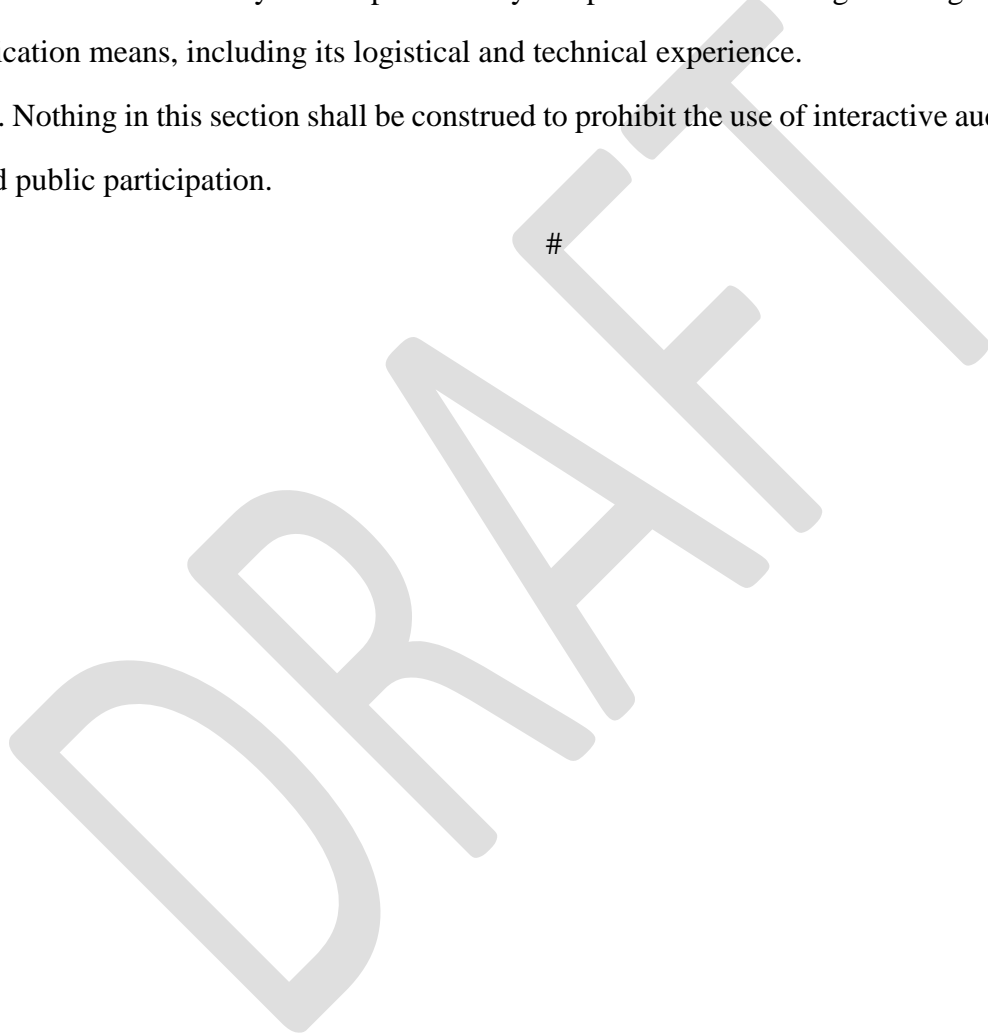 ication means, including its logistical and technical experience.
. Nothing in this section shall be construed to prohibit the use of interactive
public participation.
#
DRAFT